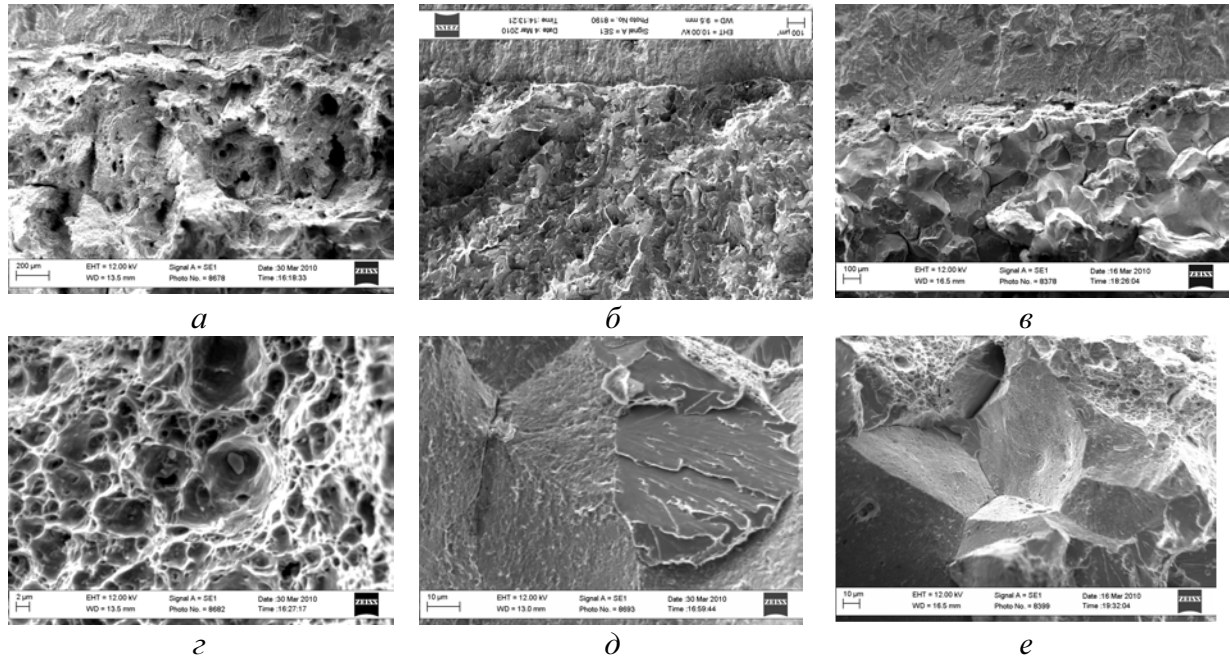 200 µm
EHT = 12.00 kV Signal A = SE1 Date :30 Mar 2010
WD = 13.5 mm Photo No. = 8678 Time :16:18:33
ZEISS
100 µm
EHT = 10.00 kV Signal A = SE1 Date :4 Mar 2010
WD = 9.5 mm Photo No. = 8190 Time :14:13:21
ZEISS
100 µm
EHT = 12.00 kV Signal A = SE1 Date :16 Mar 2010
WD = 16.5 mm Photo No. = 8378 Time :18:26:04
ZEISS
а б в
2 µm
EHT = 12.00 kV Signal A = SE1 Date :30 Mar 2010
WD = 13.5 mm Photo No. = 8682 Time :16:27:17
ZEISS
10 µm
EHT = 12.00 kV Signal A = SE1 Date :30 Mar 2010
WD = 13.0 mm Photo No. = 8693 Time :16:59:44
ZEISS
10 µm
EHT = 12.00 kV Signal A = SE1 Date :16 Mar 2010
WD = 16.5 mm Photo No. = 8399 Time :19:32:04
ZEISS
г д е